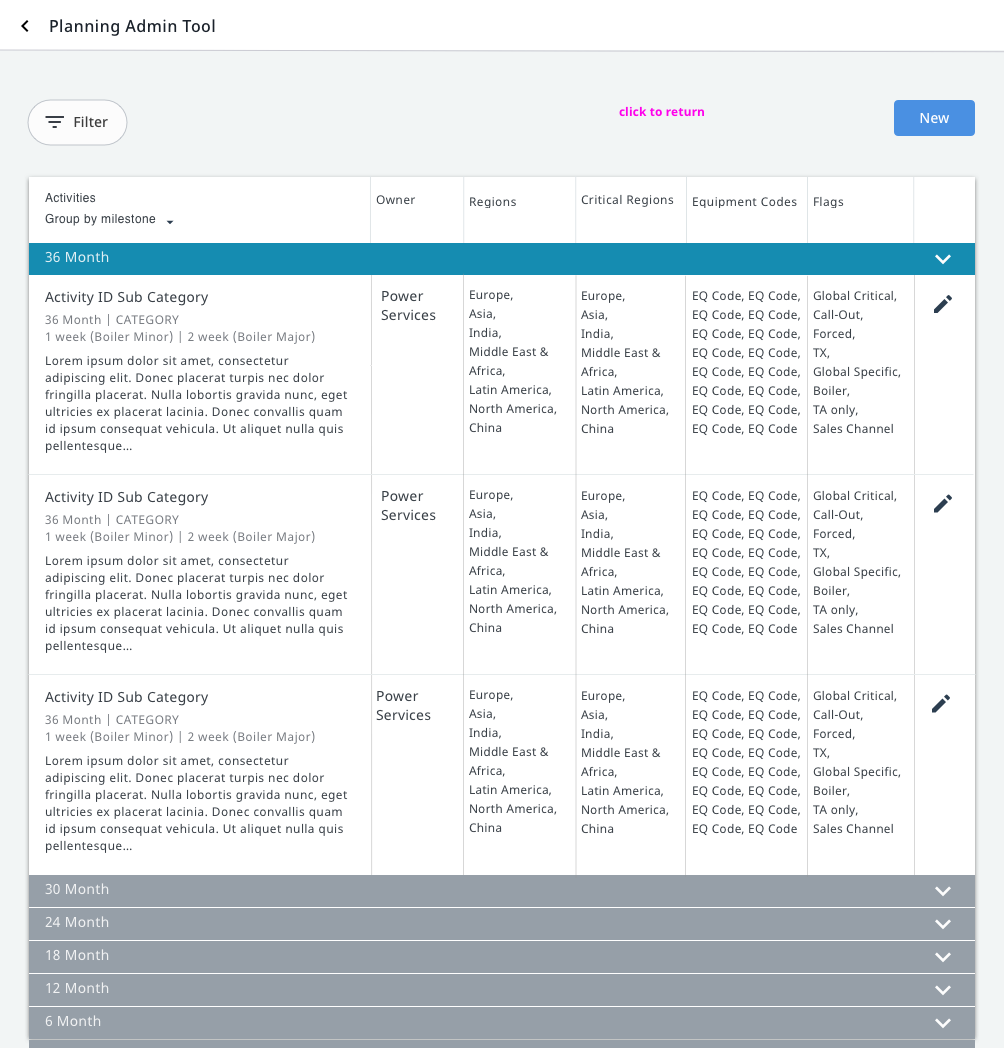 Planning Admin Tool
Filter
click to return
New
Activities
Group by milestone
Owner
Regions
Critical Regions
Equipment Codes
Flags
36 Month
Activity ID Sub Category
36 Month | CATEGORY
1 week (Boiler Minor) | 2 week (Boiler Major)
Lorem ipsum dolor sit amet, consectetur
adipiscing elit. Donec placerat turpis nec dolor
fringilla placerat. Nulla lobortis gravida nunc, eget
ultricies ex placerat lacinia. Donec convallis quam
id ipsum consequat vehicula. Ut aliquet nulla quis
pellentesque...
Power
Services
Europe,
Asia,
India,
Middle East &
Africa,
Latin America,
North America,
China
Europe,
Asia,
India,
Middle East &
Africa,
Latin America,
North America,
China
EQ Code, EQ Code,
EQ Code, EQ Code,
EQ Code, EQ Code,
EQ Code, EQ Code,
EQ Code, EQ Code,
EQ Code, EQ Code,
EQ Code, EQ Code,
EQ Code, EQ Code
Global Critical,
Call-Out,
Forced,
TX,
Global Specific,
Boiler,
TA only,
Sales Channel
Activity ID Sub Category
36 Month | CATEGORY
1 week (Boiler Minor) | 2 week (Boiler Major)
Lorem ipsum dolor sit amet, consectetur
adipiscing elit. Donec placerat turpis nec dolor
fringilla placerat. Nulla lobortis gravida nunc, eget
ultricies ex placerat lacinia. Donec convallis quam
id ipsum consequat vehicula. Ut aliquet nulla quis
pellentesque...
Power
Services
Europe,
Asia,
India,
Middle East &
Africa,
Latin America,
North America,
China
Europe,
Asia,
India,
Middle East &
Africa,
Latin America,
North America,
China
EQ Code, EQ Code,
EQ Code, EQ Code,
EQ Code, EQ Code,
EQ Code, EQ Code,
EQ Code, EQ Code,
EQ Code, EQ Code,
EQ Code, EQ Code,
EQ Code, EQ Code
Global Critical,
Call-Out,
Forced,
TX,
Global Specific,
Boiler,
TA only,
Sales Channel
Activity ID Sub Category
36 Month | CATEGORY
1 week (Boiler Minor) | 2 week (Boiler Major)
Lorem ipsum dolor sit amet, consectetur
adipiscing elit. Donec placerat turpis nec dolor
fringilla placerat. Nulla lobortis gravida nunc, eget
ultricies ex placerat lacinia. Donec convallis quam
id ipsum consequat vehicula. Ut aliquet nulla quis
pellentesque...
Power
Services
Europe,
Asia,
India,
Middle East &
Africa,
Latin America,
North America,
China
Europe,
Asia,
India,
Middle East &
Africa,
Latin America,
North America,
China
EQ Code, EQ Code,
EQ Code, EQ Code,
EQ Code, EQ Code,
EQ Code, EQ Code,
EQ Code, EQ Code,
EQ Code, EQ Code,
EQ Code, EQ Code,
EQ Code, EQ Code
Global Critical,
Call-Out,
Forced,
TX,
Global Specific,
Boiler,
TA only,
Sales Channel
30 Month
24 Month
18 Month
12 Month
6 Month